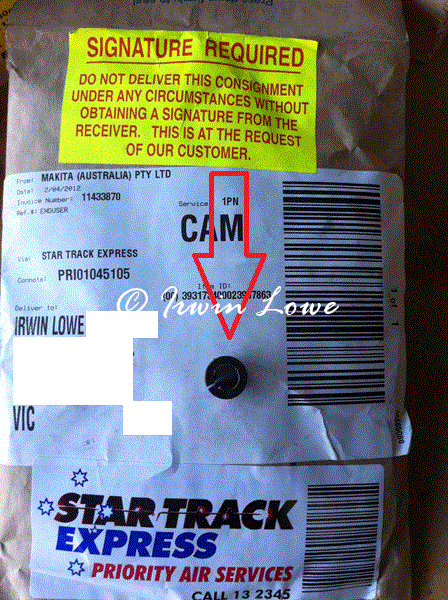 SIGNATURE REQUIRED
DO NOT DELIVER THIS CONSIGNMENT
UNDER ANY CIRCUMSTANCES WITHOUT
OBTAINING A SIGNATURE FROM THE
RECEIVER. THIS IS AT THE REQUEST
OF OUR CUSTOMER.
From: MAKITA (AUSTRALIA) PTY LTD
Date: 2/04/2012
Invoice Number: 11433870
Ref.#: ENDUSER
Service 1PN
CAM
Via: STAR TRACK EXPRESS
Connote: PRI01045105
Item ID:
© Irwin Lowe
1 of 1
Deliver to:
IRWIN LOWE
VIC
STAR TRACK
EXPRESS
PRIORITY AIR SERVICES
CALL 13 2345